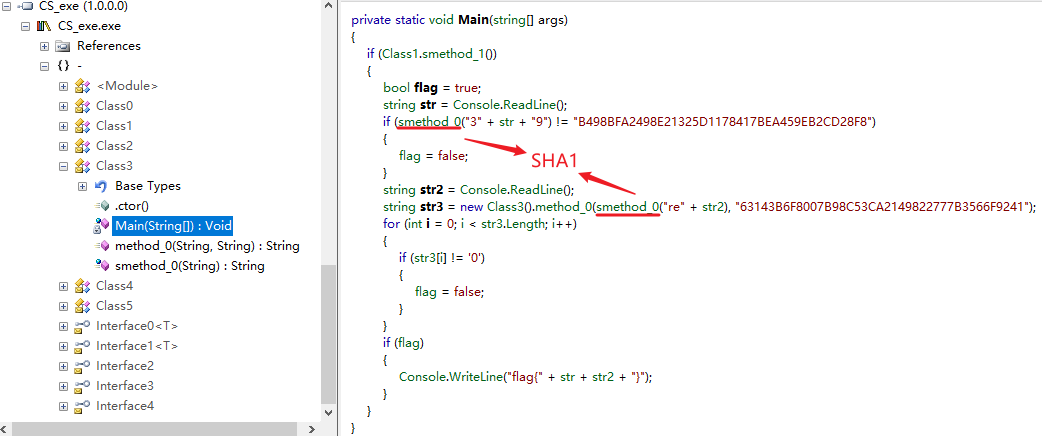 CS_exe (1.0.0.0)
CS_exe.exe
References
{} -
<Module>
Class0
Class1
Class2
Class3
Base Types
.ctor()
Main(String[]) : Void
method_0(String, String) : String
smethod_0(String) : String
Class4
Class5
Interface0<T>
Interface1<T>
Interface2
Interface3
Interface4
private static void Main(string[] args)
{
if (Class1.smethod_1())
{
bool flag = true;
string str = Console.ReadLine();
if (smethod_0("3" + str + "9") != "B498BFA2498E21325D1178417BEA459EB2CD28F8")
{
flag = false;
}
SHA1
string str2 = Console.ReadLine();
string str3 = new Class3().method_0(smethod_0("re" + str2), "63143B6F8007B98C53CA2149822777B3566F9241");
for (int i = 0; i < str3.Length; i++)
{
if (str3[i] != '0')
{
flag = false;
}
}
if (flag)
{
Console.WriteLine("flag{" + str + str2 + "}");
}
}
}